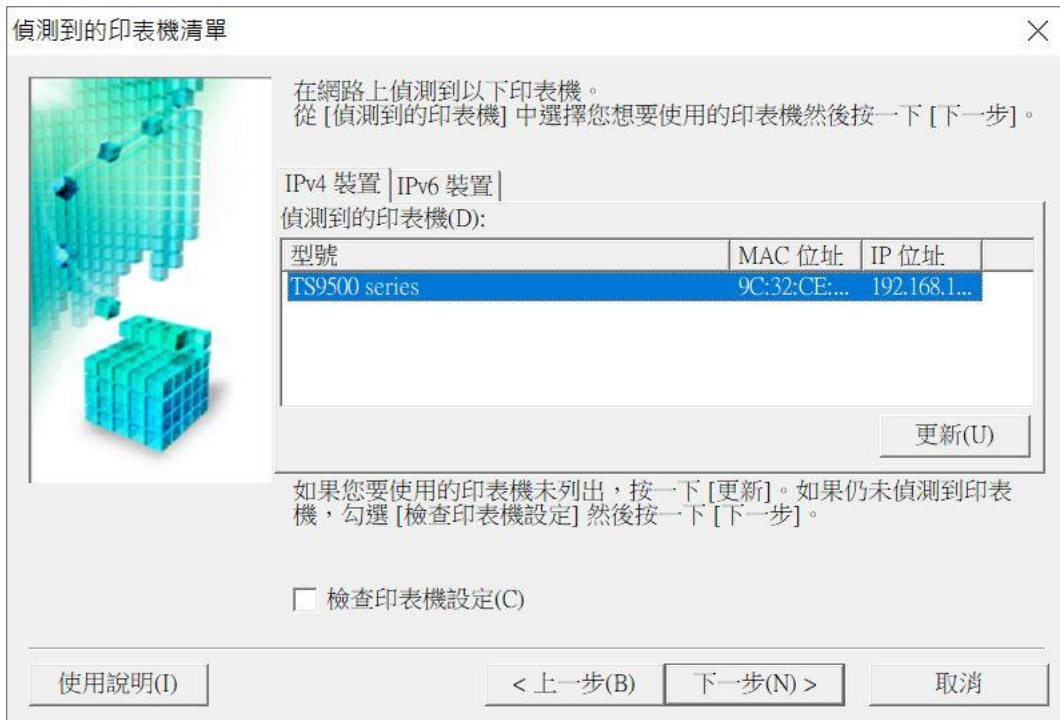 偵測到的印表機清單
在網路上偵測到以下印表機。
從 [偵測到的印表機] 中選擇您想要使用的印表機然後按一下 [下一步]。
IPv4 裝置 IPv6 裝置
偵測到的印表機(D):
型號 MAC 位址 IP 位址
TS9500 series 9C:32:CE:... 192.168.1...
更新(U)
如果您要使用的印表機未列出，按一下 [更新]。如果仍未偵測到印表
機，勾選 [檢查印表機設定] 然後按一下 [下一步]。
檢查印表機設定(C)
使用說明(I) < 上一步(B) 下一步(N) > 取消